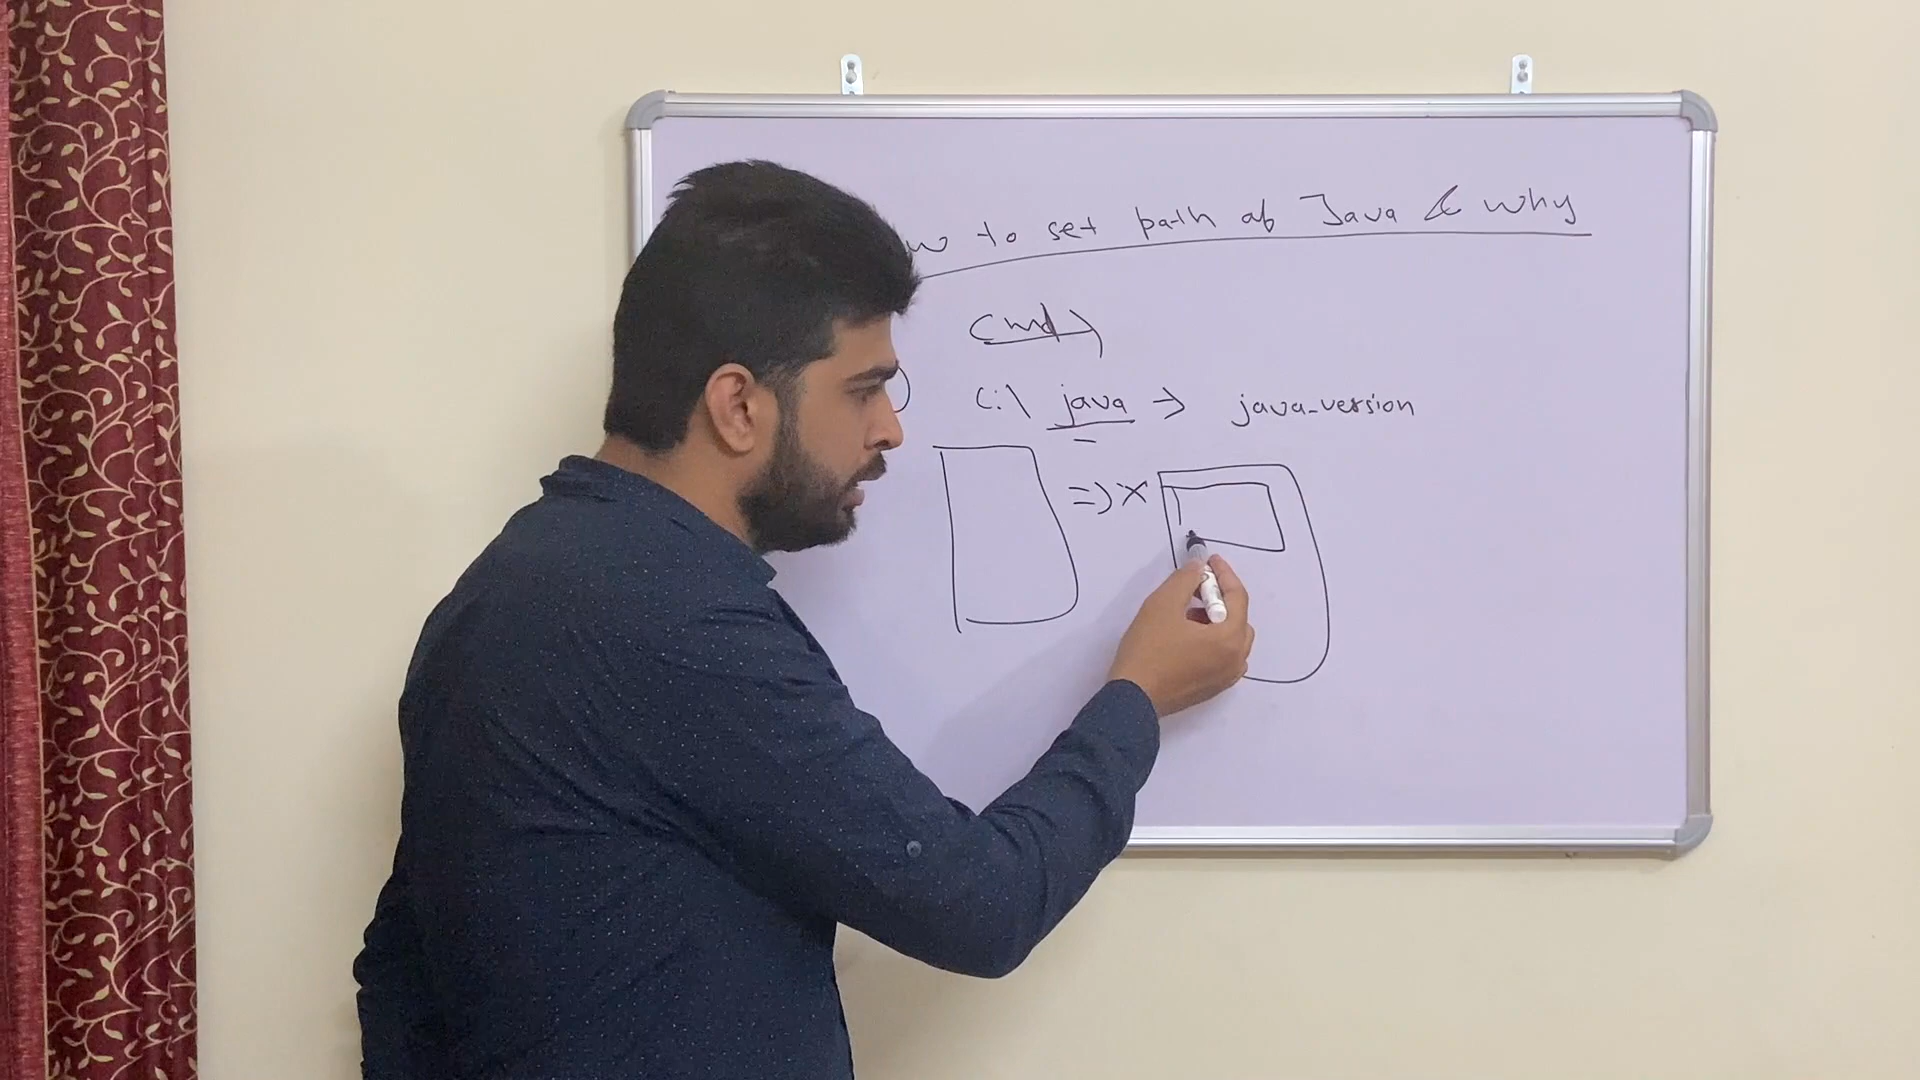 w to set path of Java & why
cmd
C:\ java → java-version
=> X